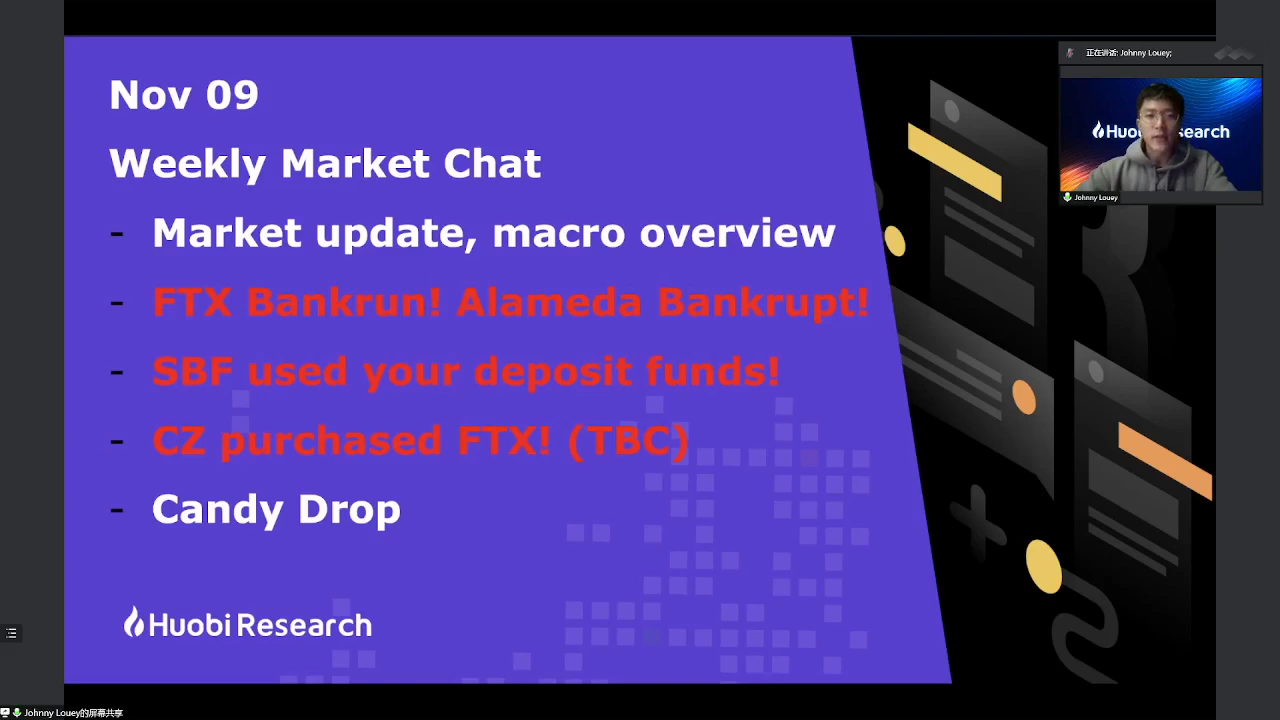 Nov 09
Weekly Market Chat
- Market update, macro overview
- FTX Bankrun! Alameda Bankrupt!
- SBF used your deposit funds!
- CZ purchased FTX! (TBC)
- Candy Drop
Huobi Research
正在讲话: Johnny Louey;
Huobi Research
Johnny Louey
Johnny Louey的屏幕共享